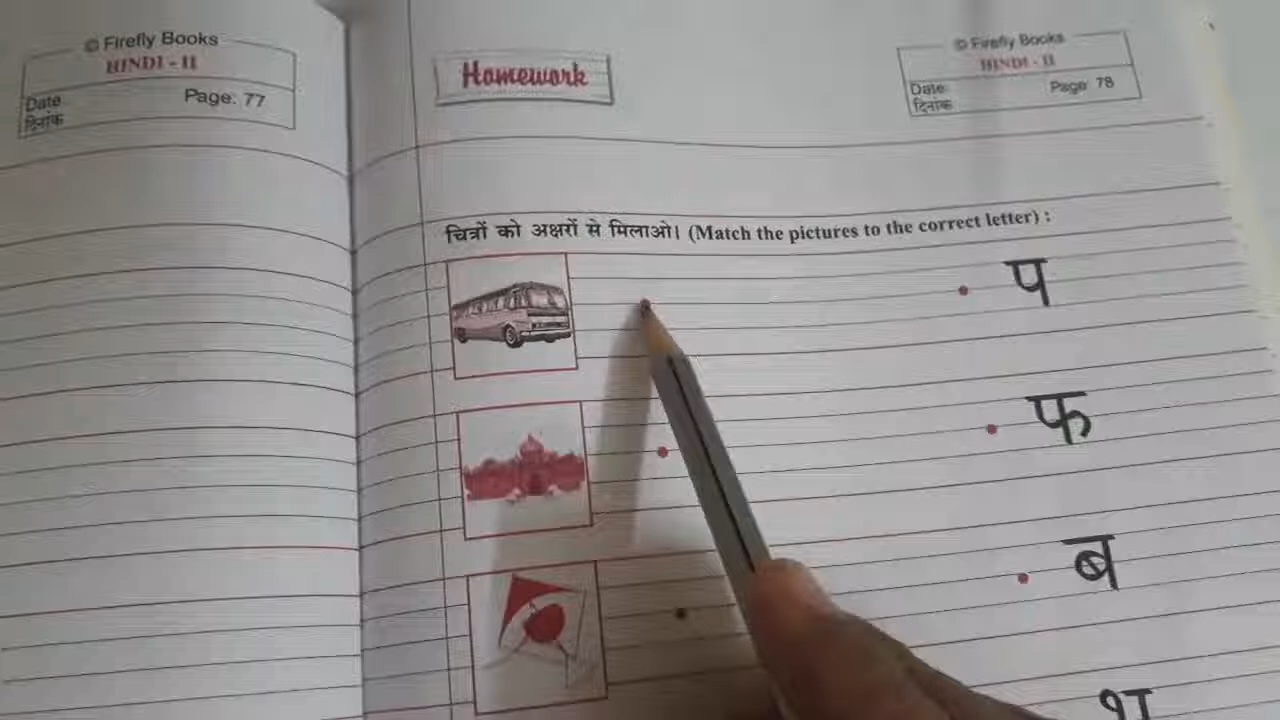 © Firefly Books
HINDI - II
Date
Page: 77
दिनांक
Homework
© Firefly Books
HINDI - II
Date
Page: 78
दिनांक
चित्रों को अक्षरों से मिलाओ। (Match the pictures to the correct letter) :
प
फ
ब